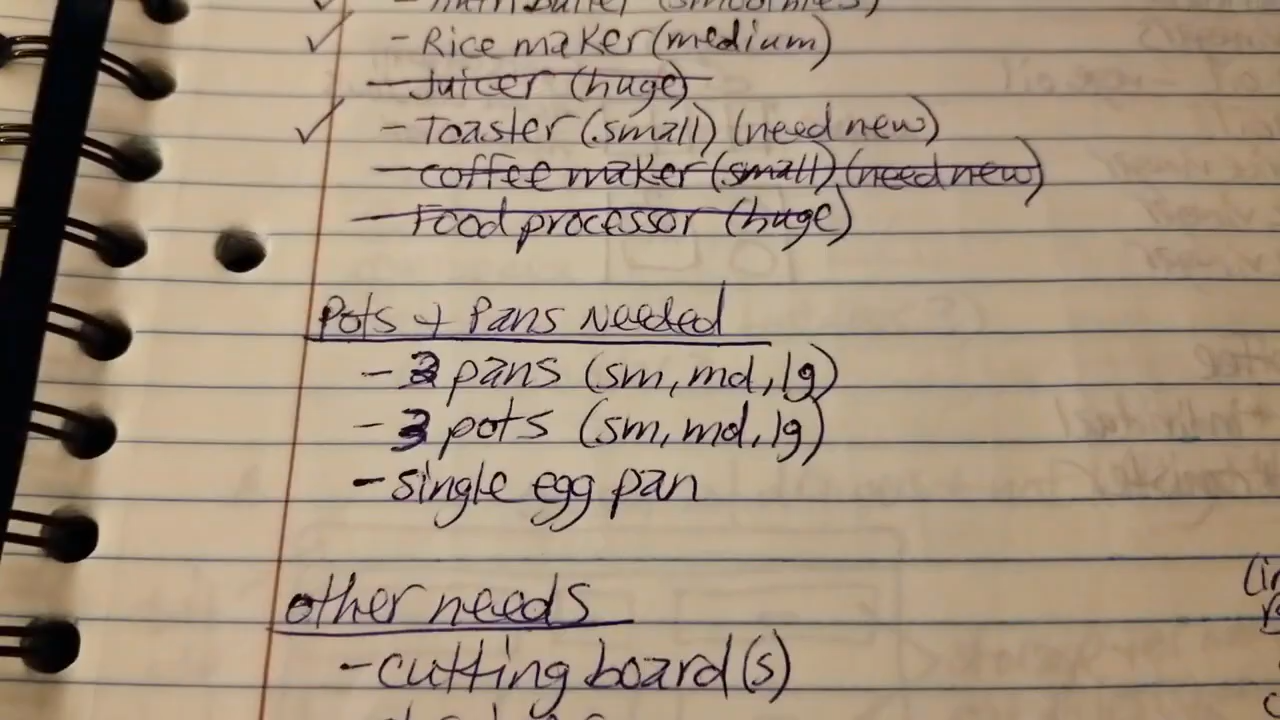 (smoothies)
- Rice maker (medium)
- Juicer (huge)
- Toaster (small) (need new)
- coffee maker (small) (need new)
- Food processor (huge)
Pots + Pans Needed
- 3 pans (sm, md, lg)
- 3 pots (sm, md, lg)
- single egg pan
other needs
- cutting board(s)